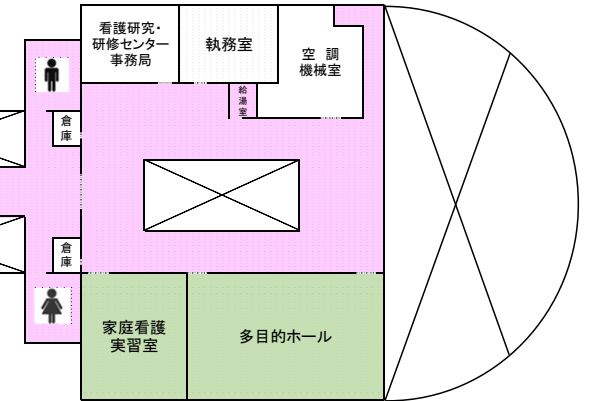 看護研究・
研修センター
事務局
執務室
空 調
機械室
給
湯
室
倉
庫
倉
庫
家庭看護
実習室
多目的ホール